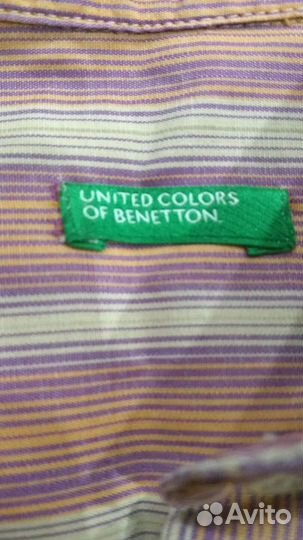 UNITED COLORS
OF BENETTON.
Avito